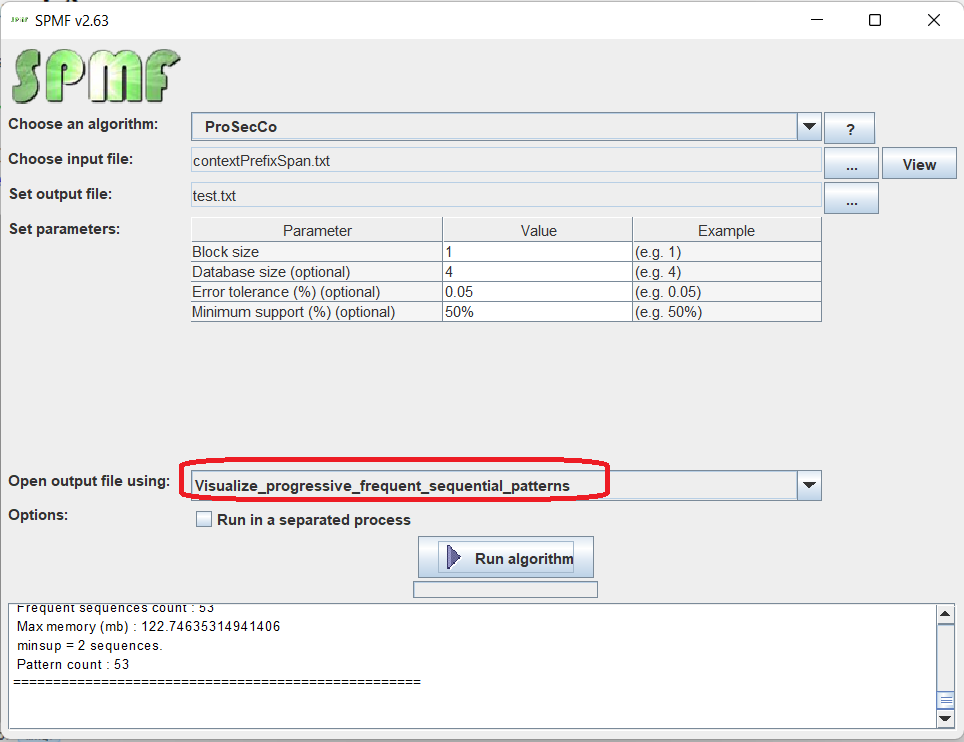 SPMF SPMF v2.63
SPMF
Choose an algorithm: ProSecCo ?
Choose input file: contextPrefixSpan.txt ... View
Set output file: test.txt ...
Set parameters: Parameter Value Example
Block size 1 (e.g. 1)
Database size (optional) 4 (e.g. 4)
Error tolerance (%) (optional) 0.05 (e.g. 0.05)
Minimum support (%) (optional) 50% (e.g. 50%)
Open output file using: Visualize_progressive_frequent_sequential_patterns
Options: Run in a separated process
Run algorithm
Frequent sequences count : 53
Max memory (mb) : 122.74635314941406
minsup = 2 sequences.
Pattern count : 53
===================================================